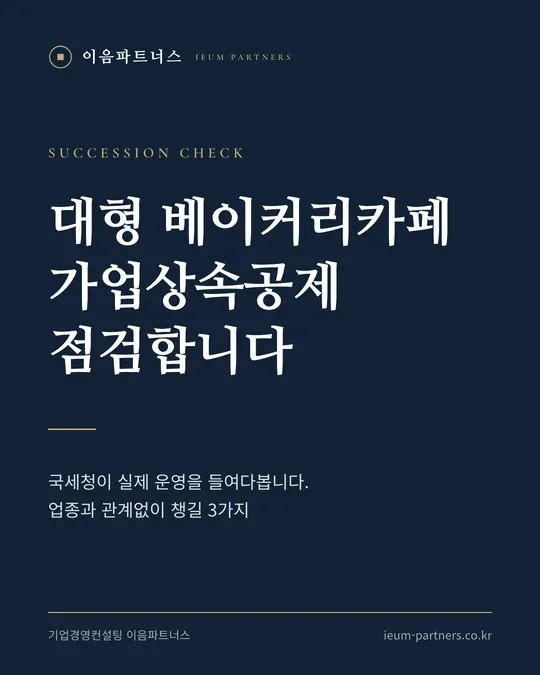 이음파트너스 IEUM PARTNERS
SUCCESSION CHECK
대형 베이커리카페
가업상속공제
점검합니다
국세청이 실제 운영을 들여다봅니다.
업종과 관계없이 챙길 3가지
기업경영컨설팅 이음파트너스 ieum-partners.co.kr